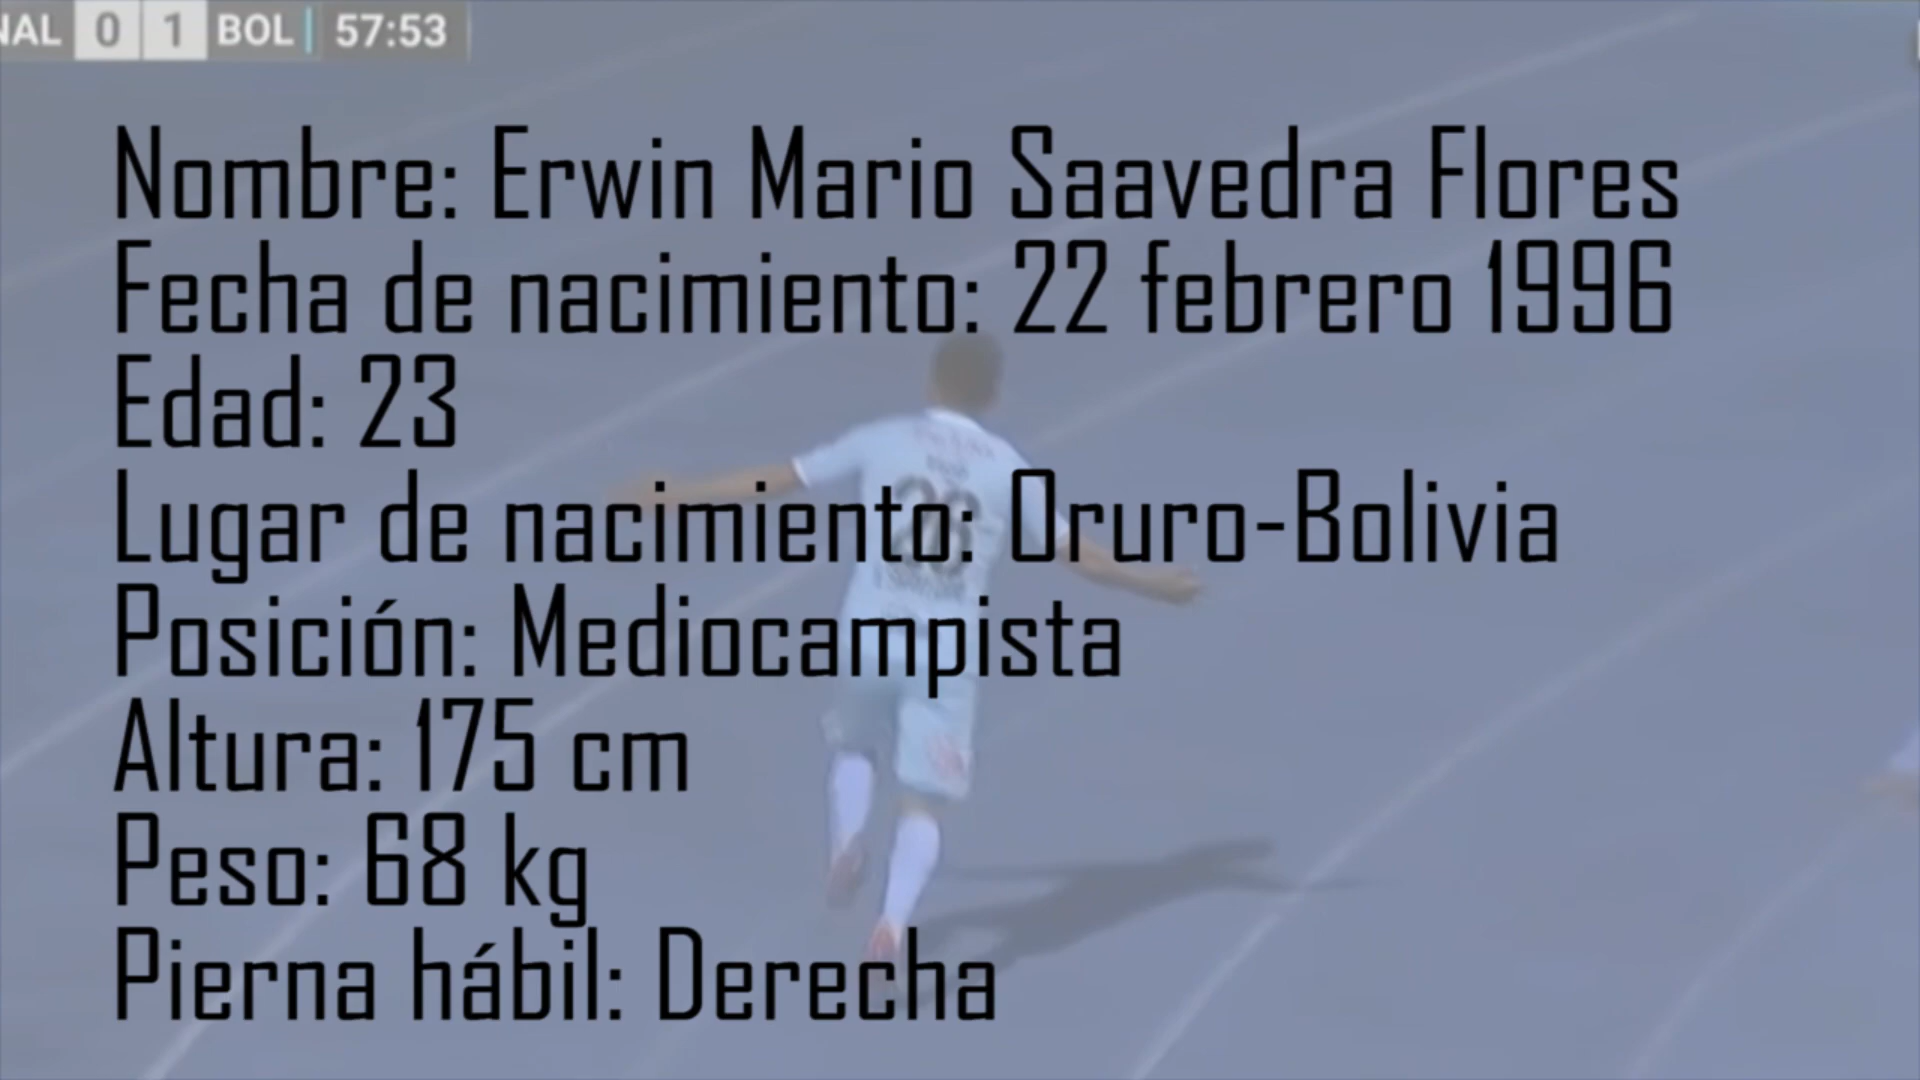 NAL 0 1 BOL 57:53
Nombre: Erwin Mario Saavedra Flores
Fecha de nacimiento: 22 febrero 1996
Edad: 23
Lugar de nacimiento: Oruro-Bolivia
Posición: Mediocampista
Altura: 175 cm
Peso: 68 kg
Pierna hábil: Derecha